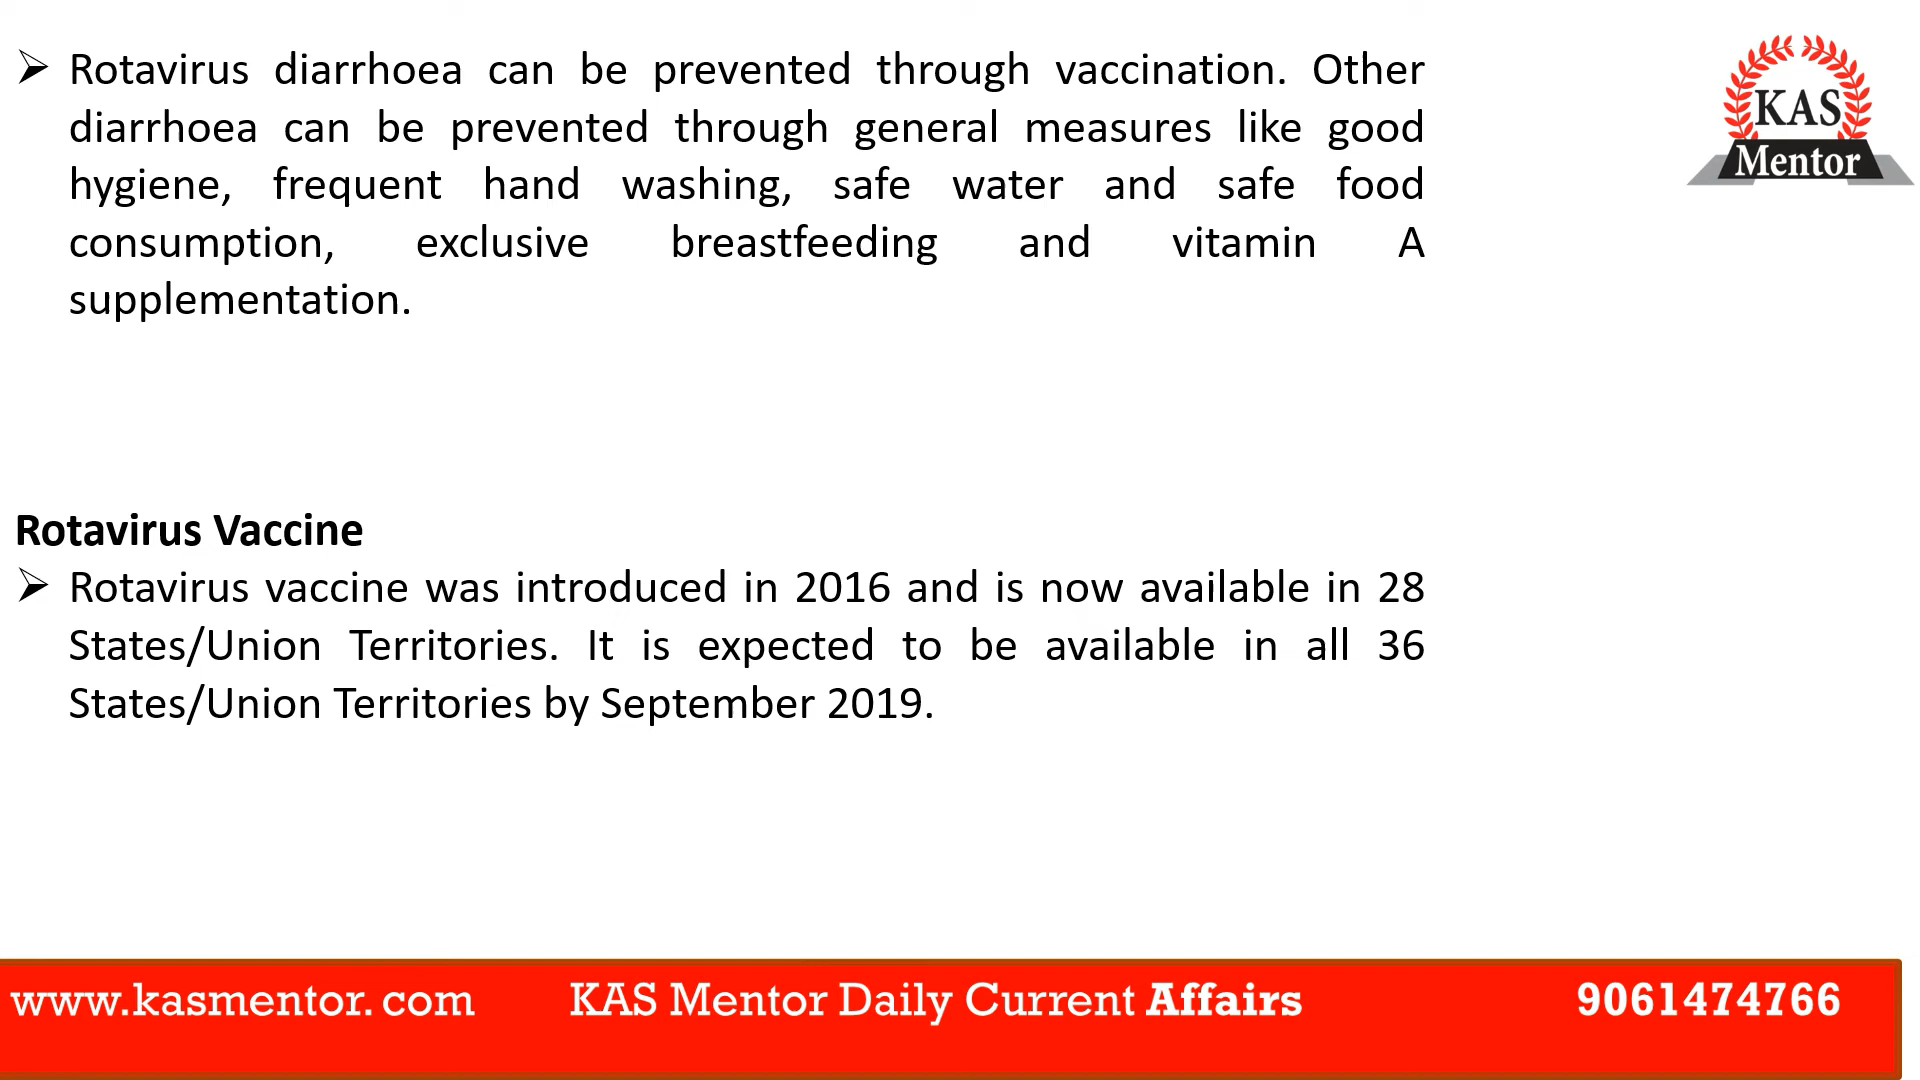 ➢ Rotavirus diarrhoea can be prevented through vaccination. Other
diarrhoea can be prevented through general measures like good
hygiene, frequent hand washing, safe water and safe food
consumption, exclusive breastfeeding and vitamin A
supplementation.
KAS
Mentor
Rotavirus Vaccine
➢ Rotavirus vaccine was introduced in 2016 and is now available in 28
States/Union Territories. It is expected to be available in all 36
States/Union Territories by September 2019.
www.kasmentor. com KAS Mentor Daily Current Affairs 9061474766